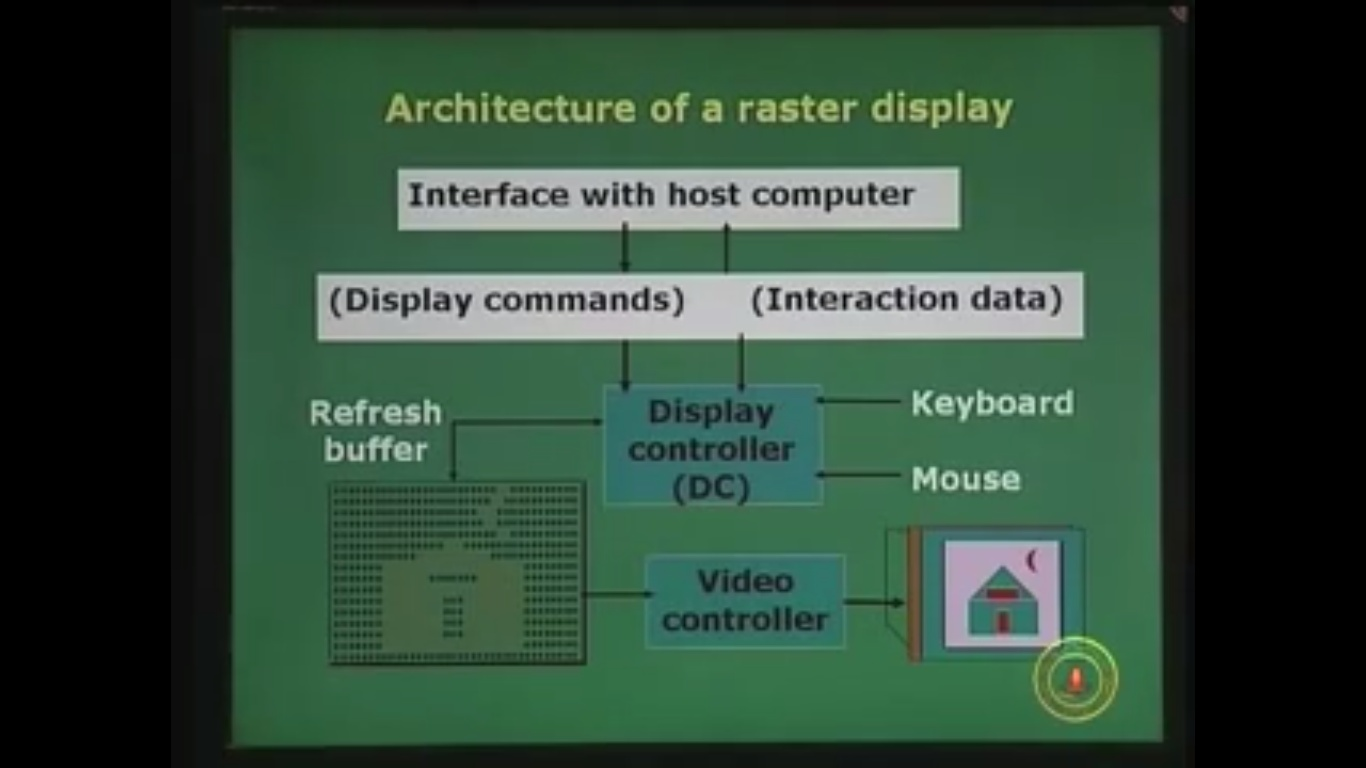 Architecture of a raster display
Interface with host computer
(Display commands) (Interaction data)
Refresh
buffer
Display
controller
(DC)
Keyboard
Mouse
Video
controller